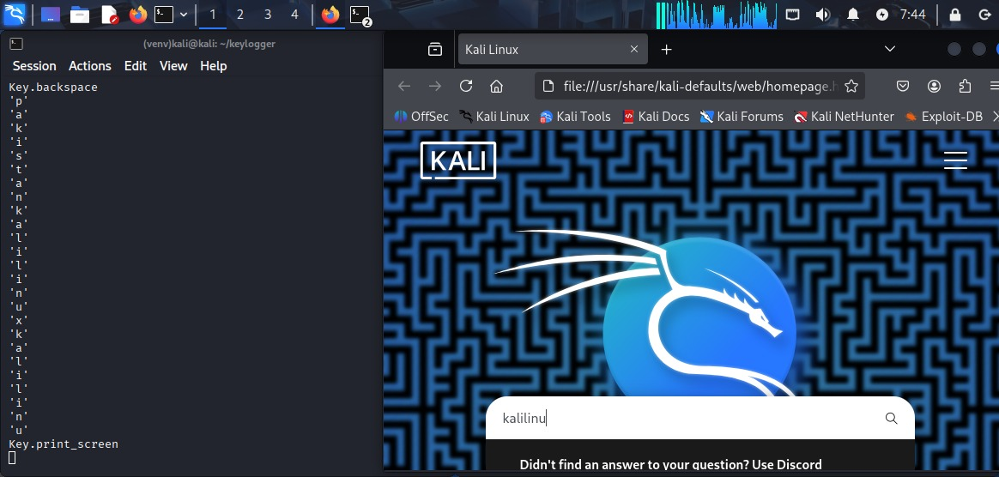 1 2 3 4 2 7:44
(venv)kali@kali: ~/keylogger
Session Actions Edit View Help
Key.backspace
'p'
'a'
'k'
'i'
's'
't'
'a'
'n'
'k'
'a'
'l'
'i'
'l'
'i'
'n'
'u'
'x'
'k'
'a'
'l'
'i'
'l'
'i'
'n'
'u'
Key.print_screen
Kali Linux
file:///usr/share/kali-defaults/web/homepage.h
OffSec Kali Linux Kali Tools Kali Docs Kali Forums Kali NetHunter Exploit-DB
KALI
kalilinu
Didn't find an answer to your question? Use Discord